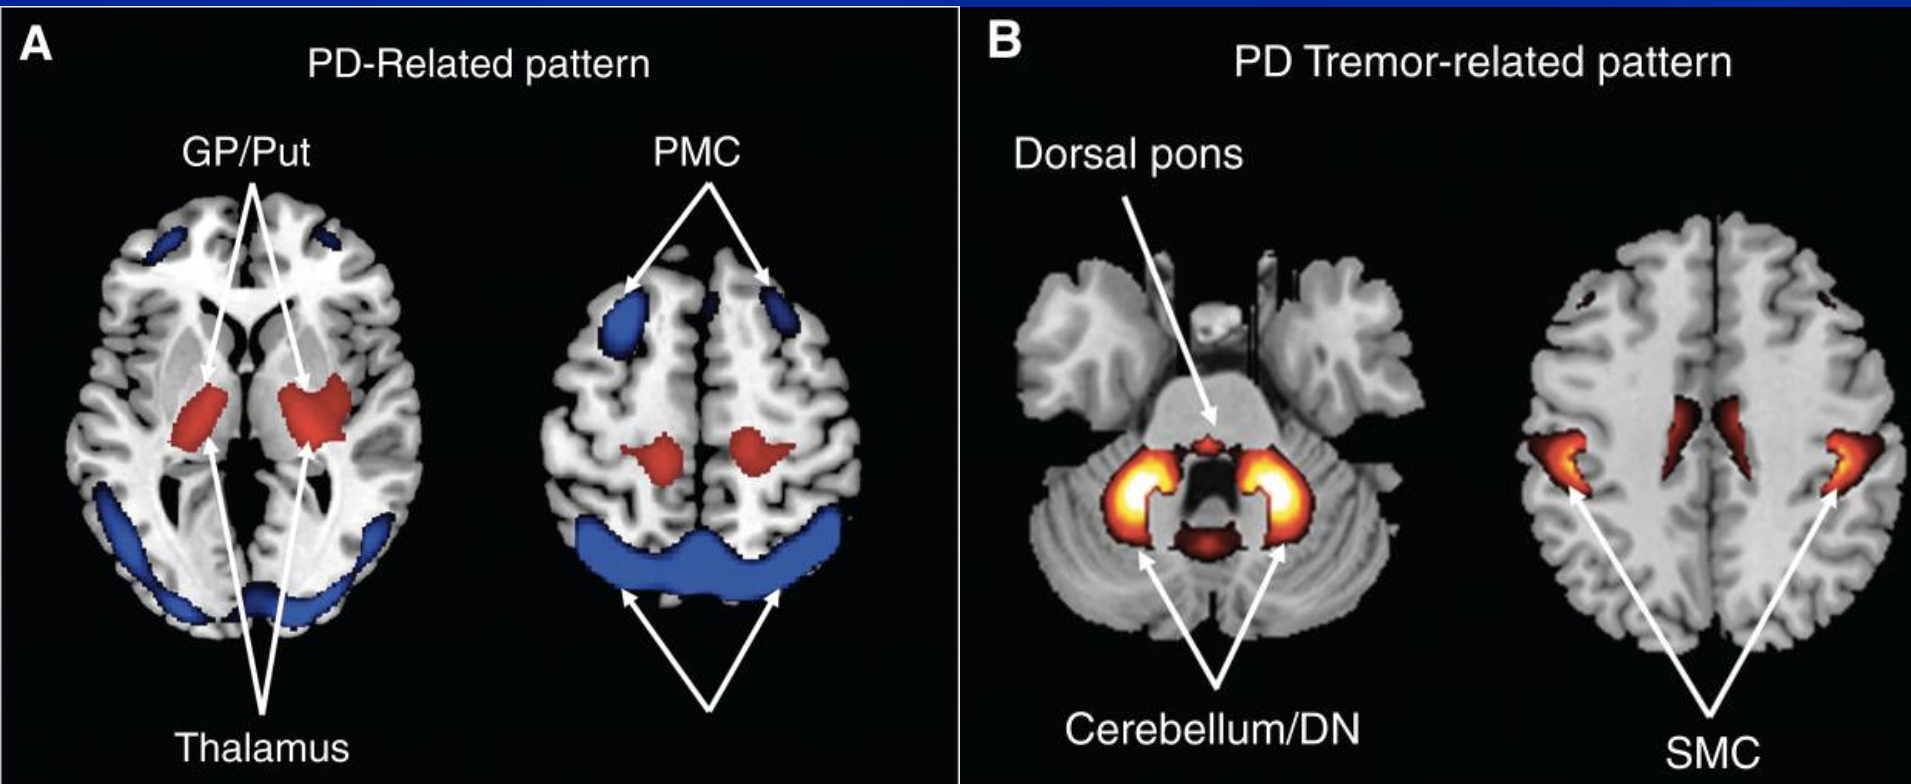 A
PD-Related pattern
GP/Put
PMC
Thalamus
B
PD Tremor-related pattern
Dorsal pons
Cerebellum/DN
SMC